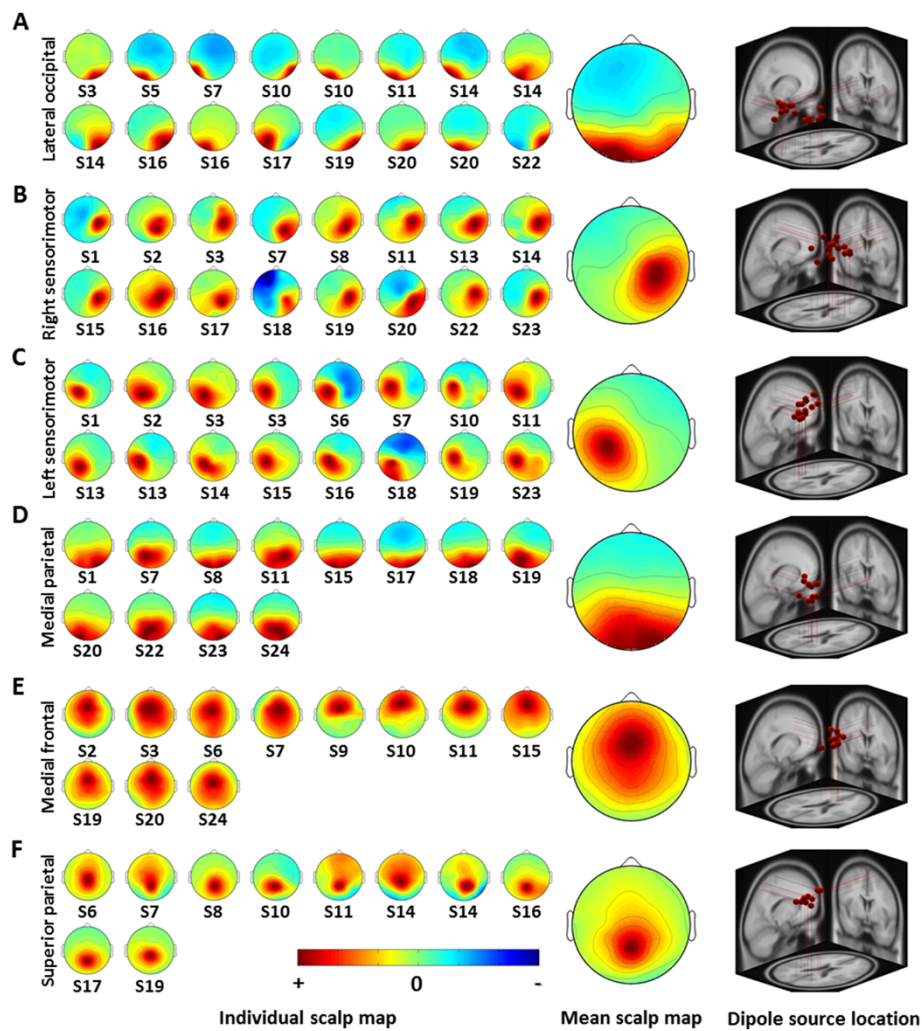 A
Lateral occipital
S3 S5 S7 S10 S10 S11 S14 S14
S14 S16 S16 S17 S19 S20 S20 S22
B
Right sensorimotor
S1 S2 S3 S7 S8 S11 S13 S14
S15 S16 S17 S18 S19 S20 S22 S23
C
Left sensorimotor
S1 S2 S3 S3 S6 S7 S10 S11
S13 S13 S14 S15 S16 S18 S19 S23
D
Medial parietal
S1 S7 S8 S11 S15 S17 S18 S19
S20 S22 S23 S24
E
Medial frontal
S2 S3 S6 S7 S9 S10 S11 S15
S19 S20 S24
F
Superior parietal
S6 S7 S8 S10 S11 S14 S14 S16
S17 S19
+ 0 -
Individual scalp map Mean scalp map Dipole source location